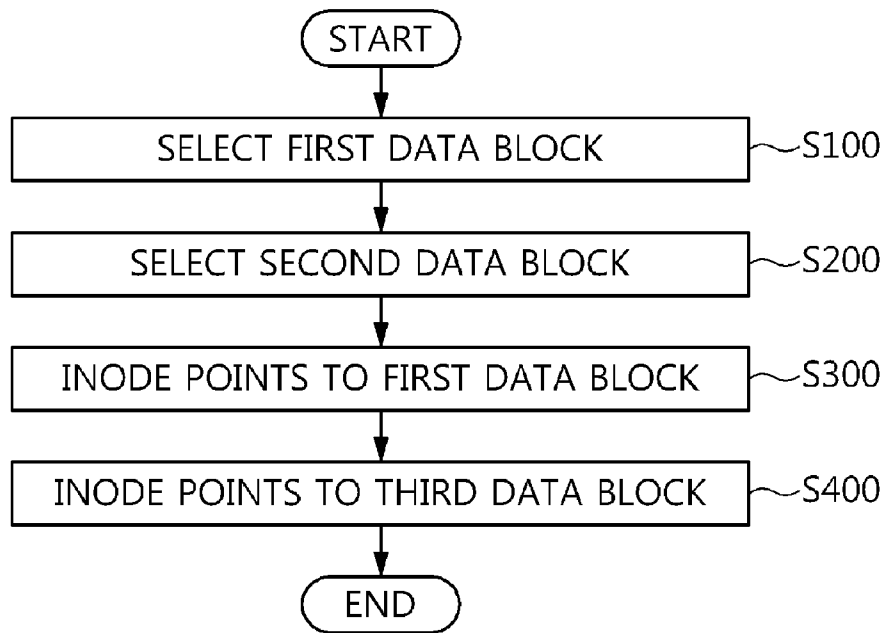 START
SELECT FIRST DATA BLOCK
S100
SELECT SECOND DATA BLOCK
S200
INODE POINTS TO FIRST DATA BLOCK
S300
INODE POINTS TO THIRD DATA BLOCK
S400
END